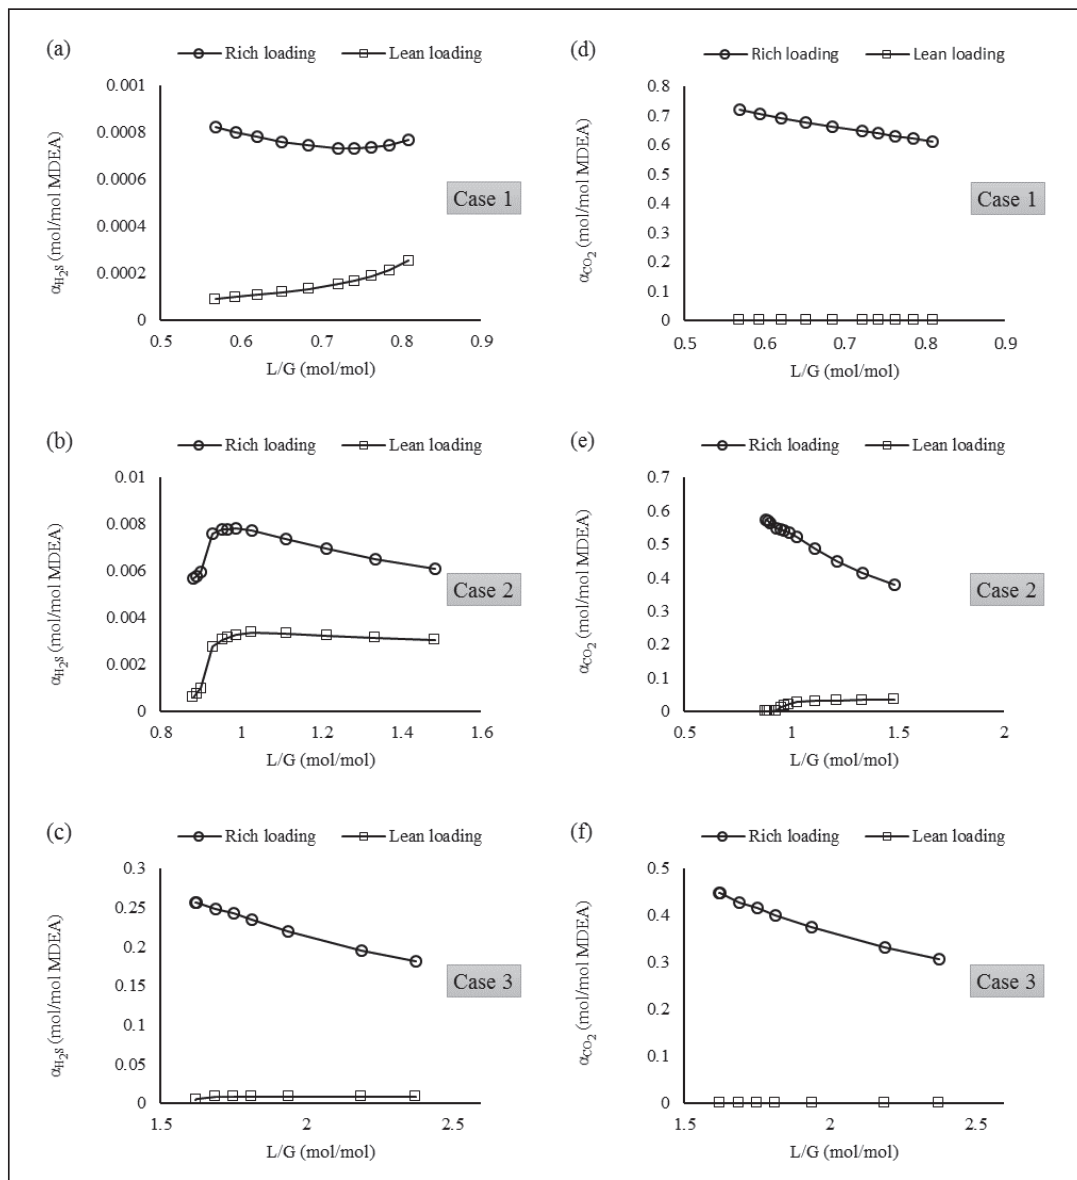 (a)
Rich loading Lean loading
0.001
0.0008
0.0006
0.0004
0.0002
0
0.5 0.6 0.7 0.8 0.9
αH₂S (mol/mol MDEA)
L/G (mol/mol)
Case 1
(d)
Rich loading Lean loading
0.8
0.7
0.6
0.5
0.4
0.3
0.2
0.1
0
0.5 0.6 0.7 0.8 0.9
αCO₂ (mol/mol MDEA)
L/G (mol/mol)
Case 1
(b)
Rich loading Lean loading
0.01
0.008
0.006
0.004
0.002
0
0.8 1 1.2 1.4 1.6
αH₂S (mol/mol MDEA)
L/G (mol/mol)
Case 2
(e)
Rich loading Lean loading
0.7
0.6
0.5
0.4
0.3
0.2
0.1
0
0.5 1 1.5 2
αCO₂ (mol/mol MDEA)
L/G (mol/mol)
Case 2
(c)
Rich loading Lean loading
0.3
0.25
0.2
0.15
0.1
0.05
0
1.5 2 2.5
αH₂S (mol/mol MDEA)
L/G (mol/mol)
Case 3
(f)
Rich loading Lean loading
0.5
0.4
0.3
0.2
0.1
0
1.5 2 2.5
αCO₂ (mol/mol MDEA)
L/G (mol/mol)
Case 3